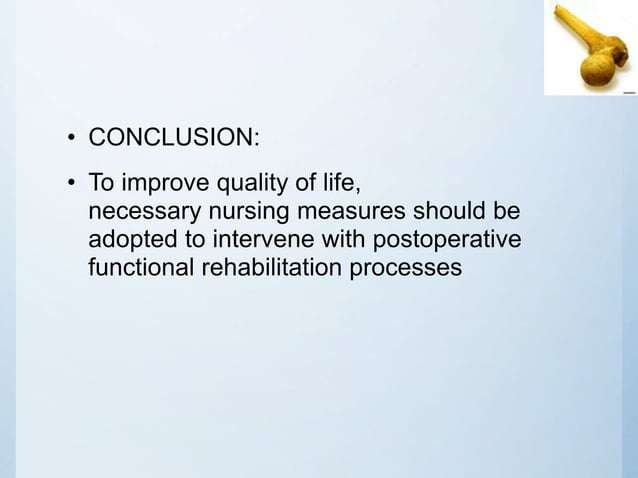 • CONCLUSION:
• To improve quality of life,
necessary nursing measures should be
adopted to intervene with postoperative
functional rehabilitation processes